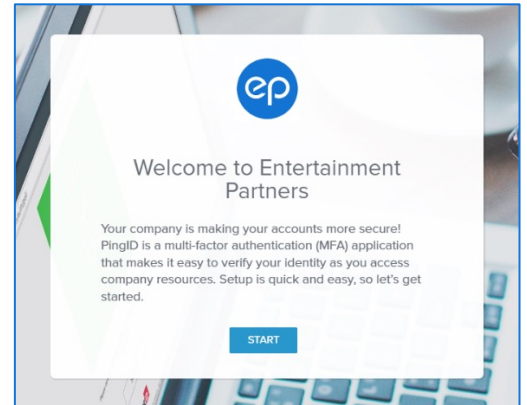 ep
Welcome to Entertainment
Partners
Your company is making your accounts more secure!
PingID is a multi-factor authentication (MFA) application
that makes it easy to verify your identity as you access
company resources. Setup is quick and easy, so let's get
started.
START